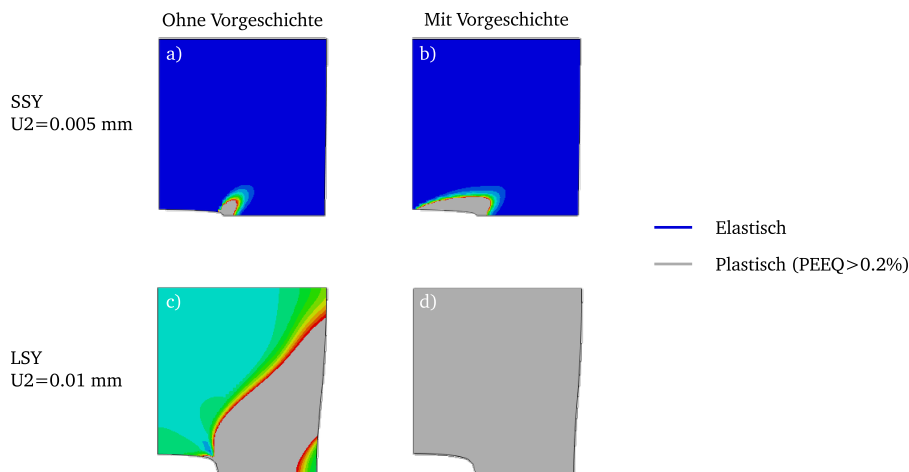 Ohne Vorgeschichte
Mit Vorgeschichte
a)
b)
SSY
U2=0.005 mm
Elastisch
Plastisch (PEEQ>0.2%)
c)
d)
LSY
U2=0.01 mm